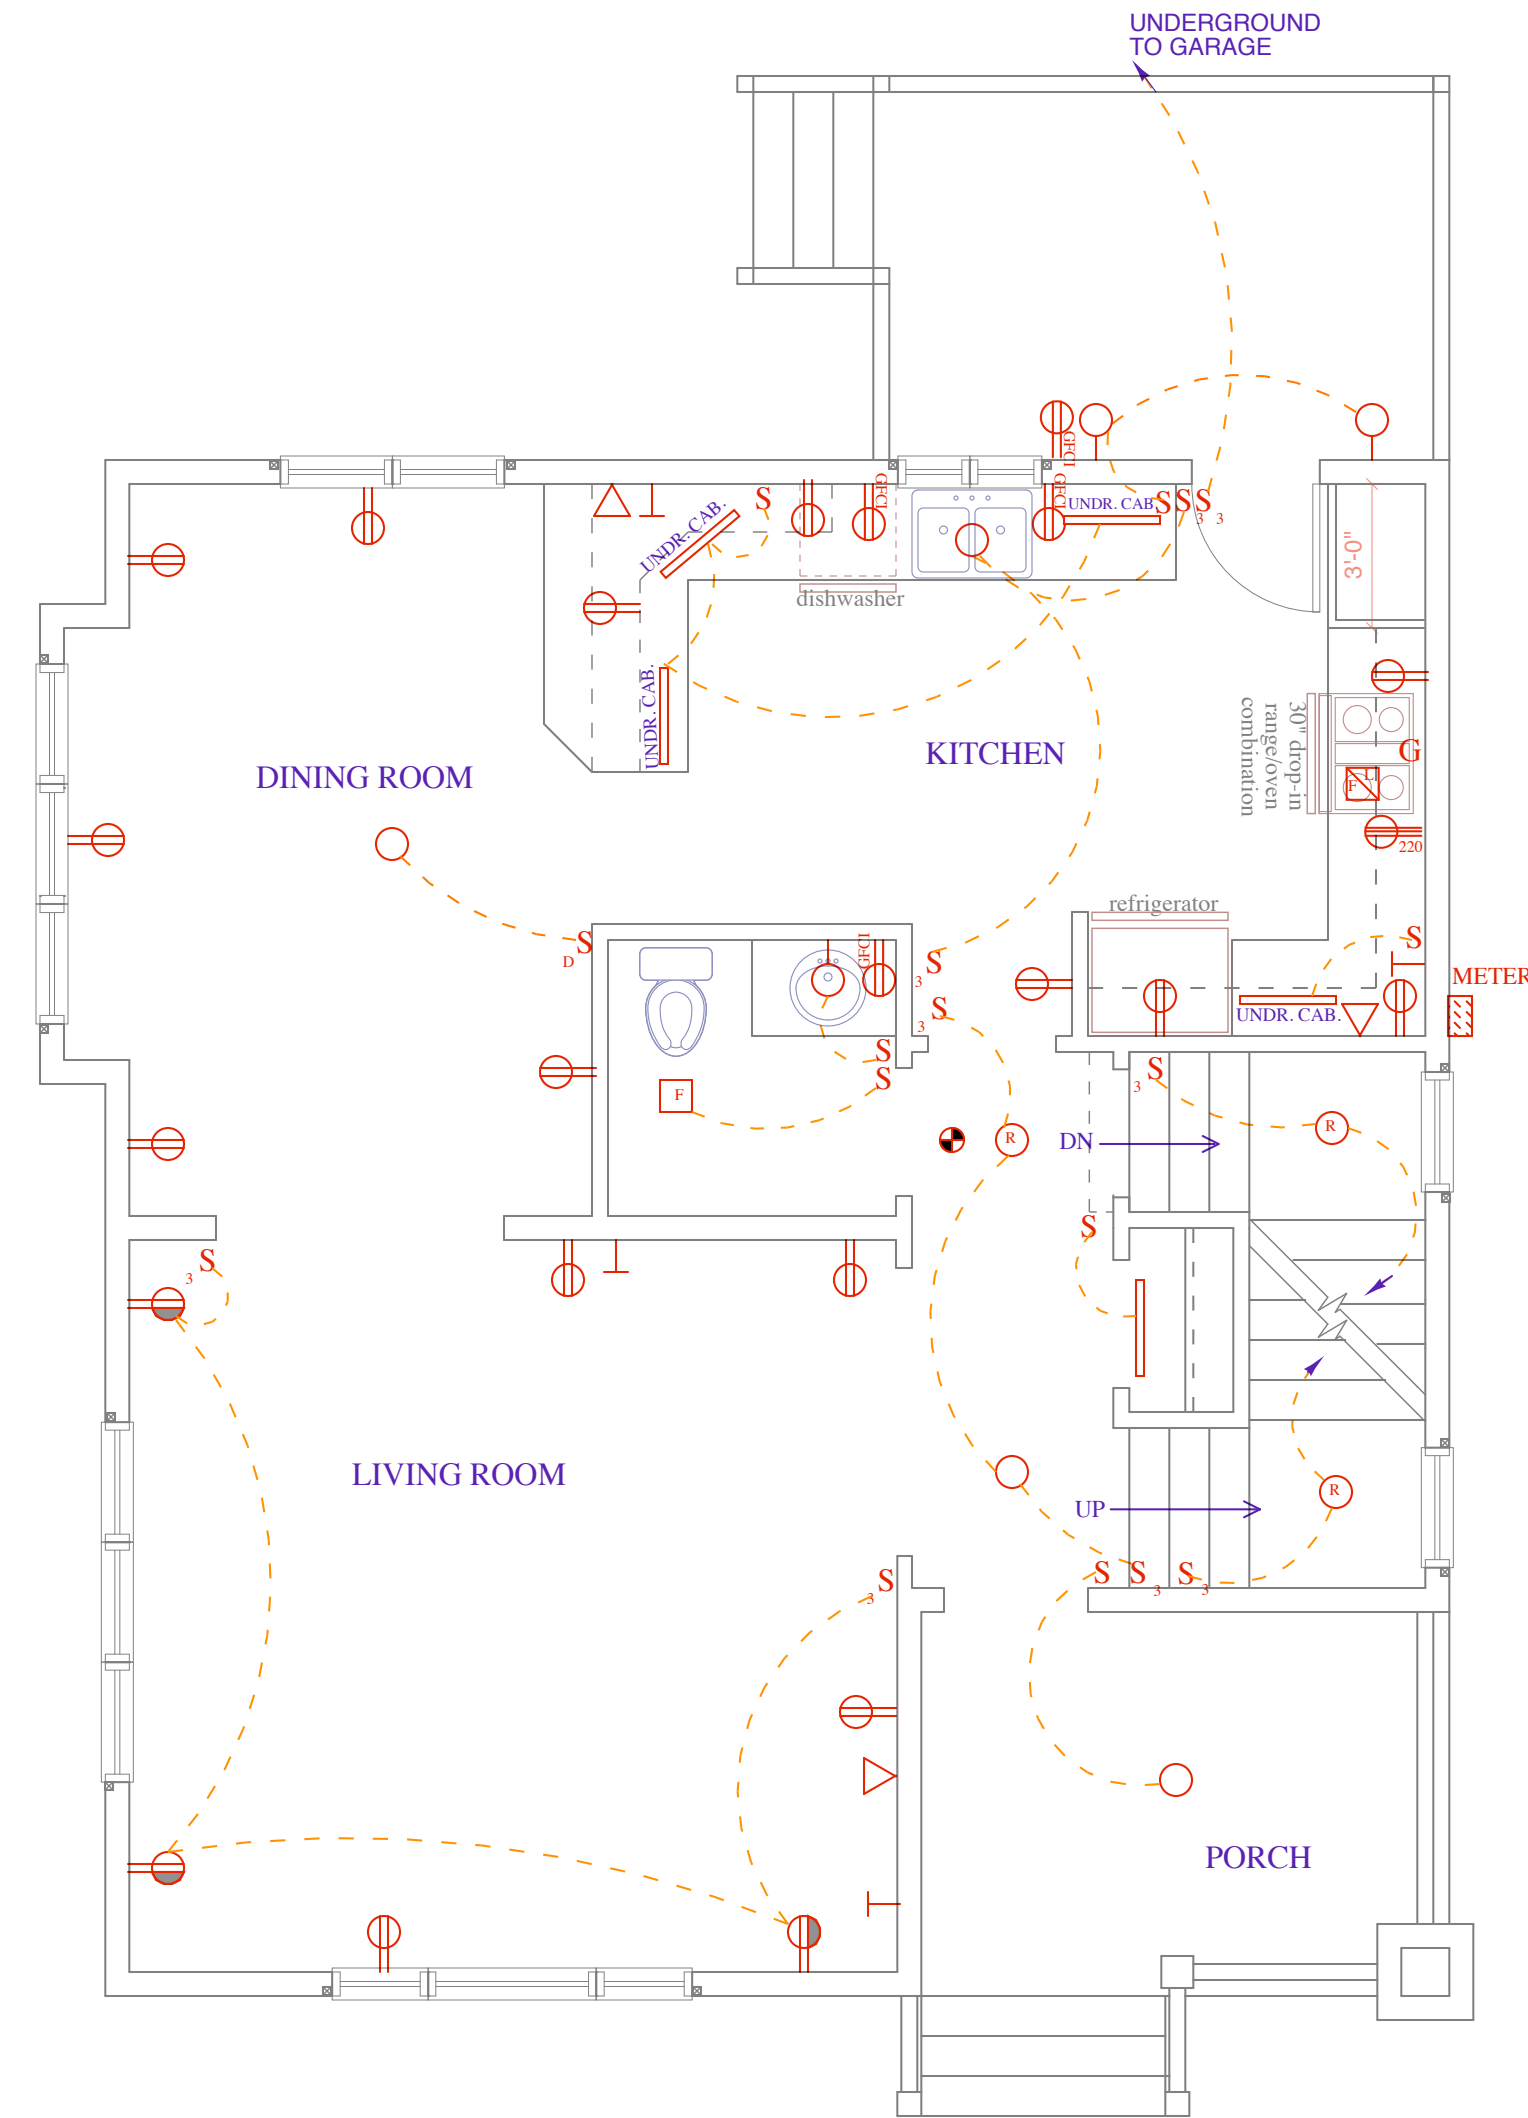 UNDERGROUND
TO GARAGE
GFCI
GFCI
GFCI
UNDR. CAB.
S
UNDR. CAB.
S
S
S
3
3
3'-0"
dishwasher
UNDR. CAB.
DINING ROOM
KITCHEN
30" drop-in
range/oven
combination
G
F
L
220
refrigerator
S
D
GFCI
S
3
S
3
S
METER
UNDR. CAB.
S
S
F
R
DN
S
3
R
S
S
3
LIVING ROOM
UP
R
S
3
S
S
3
S
3
PORCH